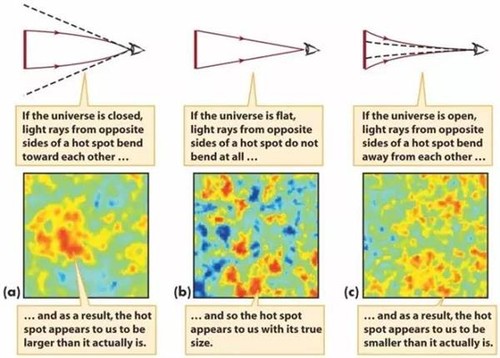 If the universe is closed,
light rays from opposite
sides of a hot spot bend
toward each other ...
If the universe is flat,
light rays from opposite
sides of a hot spot do not
bend at all ...
If the universe is open,
light rays from opposite
sides of a hot spot bend
away from each other ...
(a)
(b)
(c)
... and as a result, the hot
spot appears to us to be
larger than it actually is.
... and so the hot spot
appears to us with its true
size.
... and as a result, the hot
spot appears to us to be
smaller than it actually is.